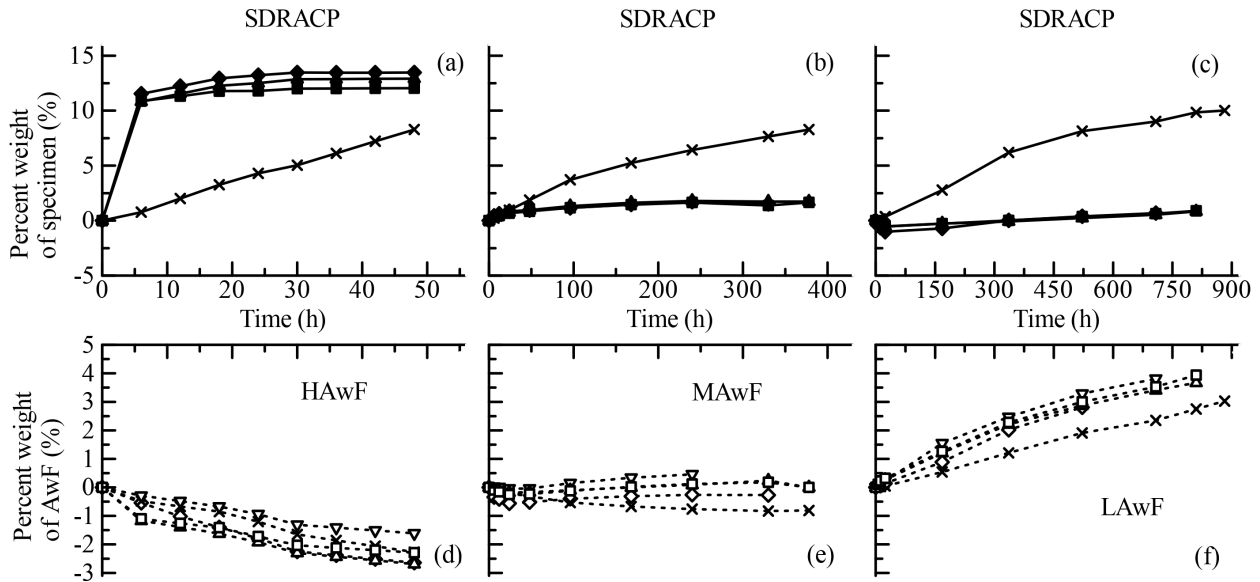 SDRACP SDRACP SDRACP
Percent weight
of specimen (%)
15
10
5
0
-5
(a) (b) (c)
0 10 20 30 40 50
0 100 200 300 400
0 150 300 450 600 750 900
Time (h) Time (h) Time (h)
Percent weight
of AwF (%)
5
4
3
2
1
0
-1
-2
-3
HAwF MAwF LAwF
(d) (e) (f)